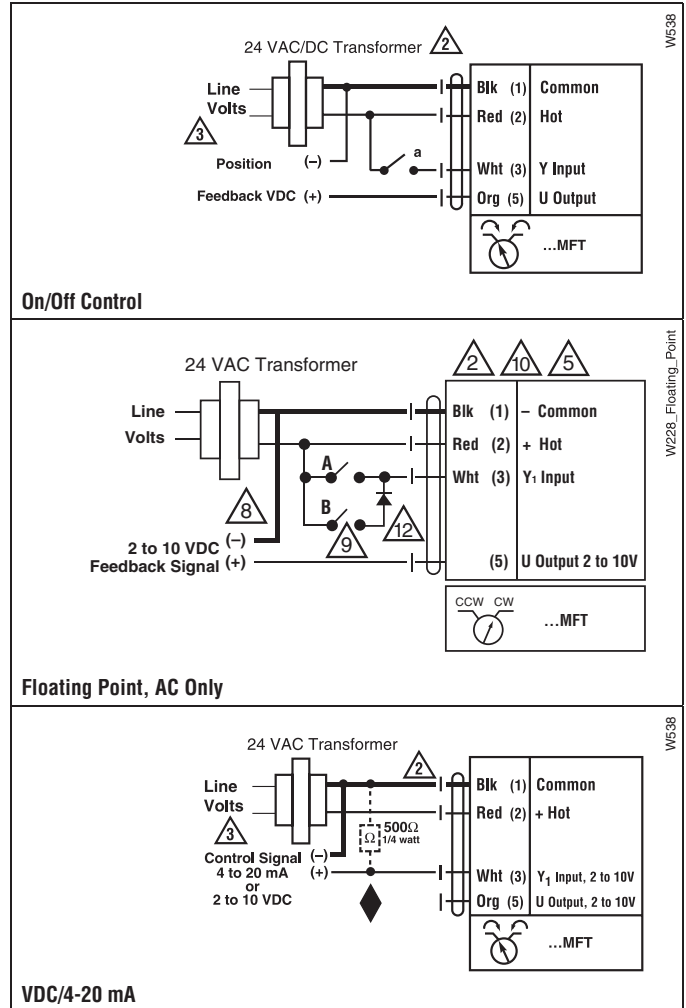 W538
24 VAC/DC Transformer 2
Line
Volts
3
Position (–)
Feedback VDC (+)
a
Blk (1) Common
Red (2) Hot
Wht (3) Y Input
Org (5) U Output
...MFT
On/Off Control
W228_Floating_Point
24 VAC Transformer
2 10 5
Line
Volts
A
B
8
9
12
2 to 10 VDC (–)
Feedback Signal (+)
Blk (1) – Common
Red (2) + Hot
Wht (3) Y1 Input
(5) U Output 2 to 10V
CCW CW
...MFT
Floating Point, AC Only
W538
24 VAC Transformer
2
Line
Volts
3
Ω 500Ω
1/4 watt
Control Signal (–)
4 to 20 mA (+)
or
2 to 10 VDC
Blk (1) Common
Red (2) + Hot
Wht (3) Y1 Input, 2 to 10V
Org (5) U Output, 2 to 10V
...MFT
VDC/4-20 mA